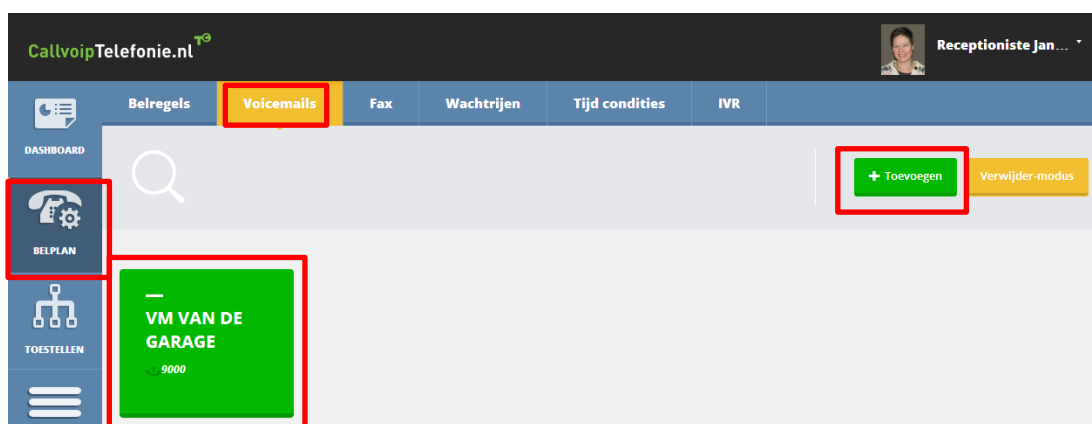 CallvoipTelefonie.nl
Receptioniste Jan...
Belregels Voicemails Fax Wachtrijen Tijd condities IVR
DASHBOARD
+ Toevoegen Verwijder-modus
BELPLAN
VM VAN DE
GARAGE
9000
TOESTELLEN